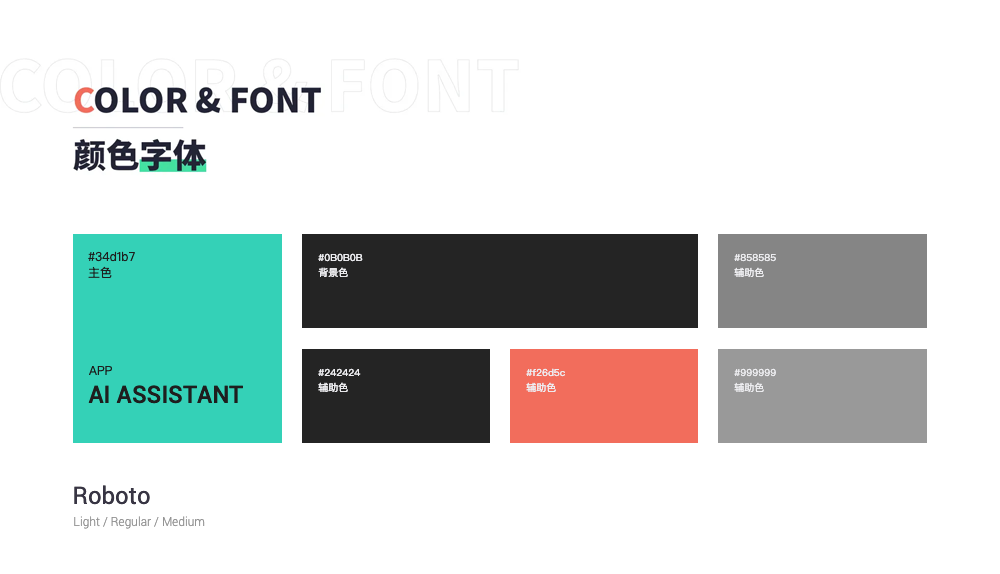 COLOR & FONT
COLOR & FONT
颜色字体
#34d1b7
主色
APP
AI ASSISTANT
#0B0B0B
背景色
#858585
辅助色
#242424
辅助色
#f26d5c
辅助色
#999999
辅助色
Roboto
Light / Regular / Medium